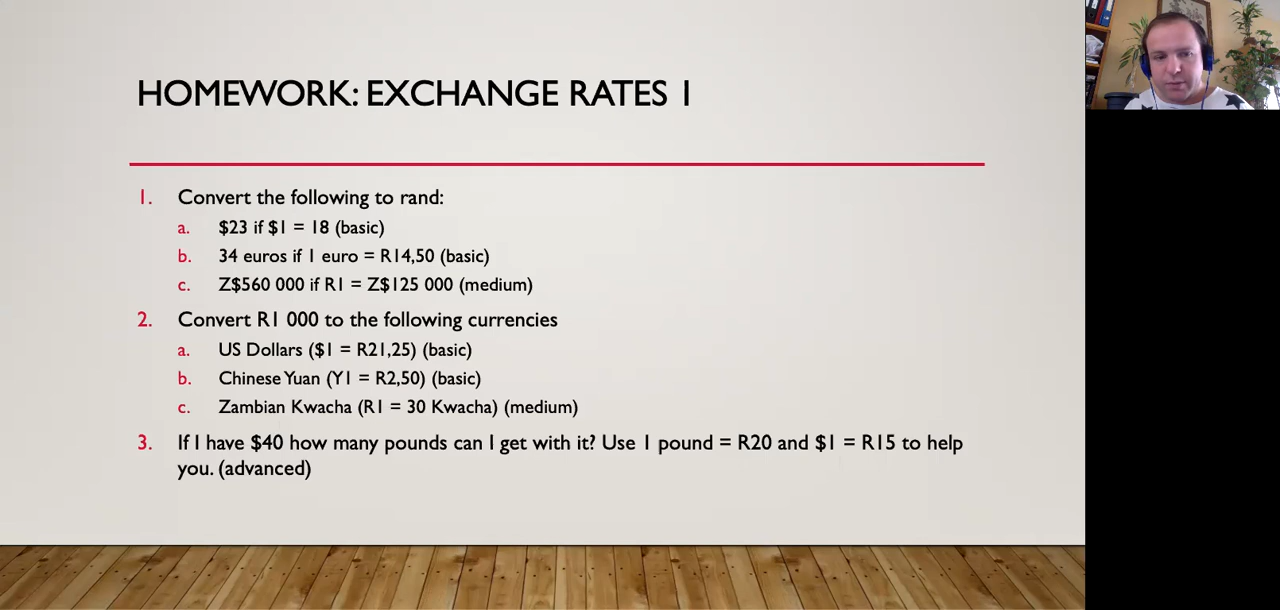 HOMEWORK: EXCHANGE RATES 1
1. Convert the following to rand:
a. $23 if $1 = 18 (basic)
b. 34 euros if 1 euro = R14,50 (basic)
c. Z$560 000 if R1 = Z$125 000 (medium)
2. Convert R1 000 to the following currencies
a. US Dollars ($1 = R21,25) (basic)
b. Chinese Yuan (Y1 = R2,50) (basic)
c. Zambian Kwacha (R1 = 30 Kwacha) (medium)
3. If I have $40 how many pounds can I get with it? Use 1 pound = R20 and $1 = R15 to help
you. (advanced)